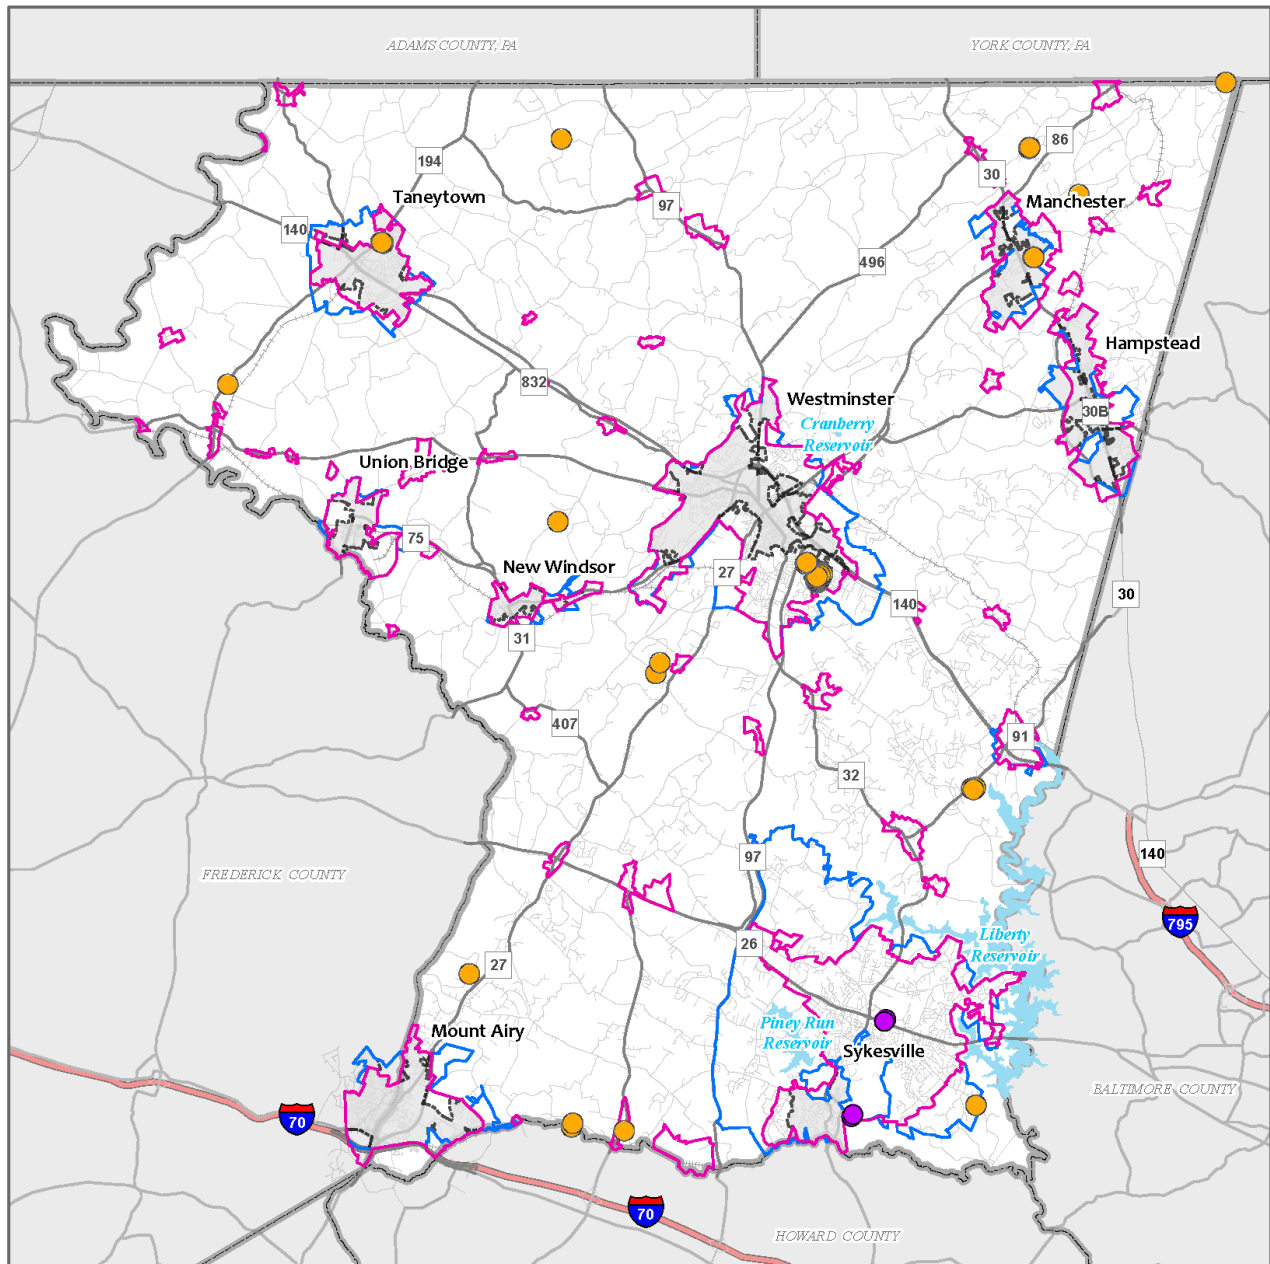 ADAMS COUNTY, PA
YORK COUNTY, PA
86
194
30
Taneytown
Manchester
97
140
496
Hampstead
832
Westminster
30B
Cranberry
Reservoir
Union Bridge
75
New Windsor
27
30
140
31
407
91
32
97
140
FREDERICK COUNTY
795
26
Liberty
Reservoir
27
Piney Run
Reservoir
Mount Airy
Sykesville
BALTIMORE COUNTY
70
70
HOWARD COUNTY